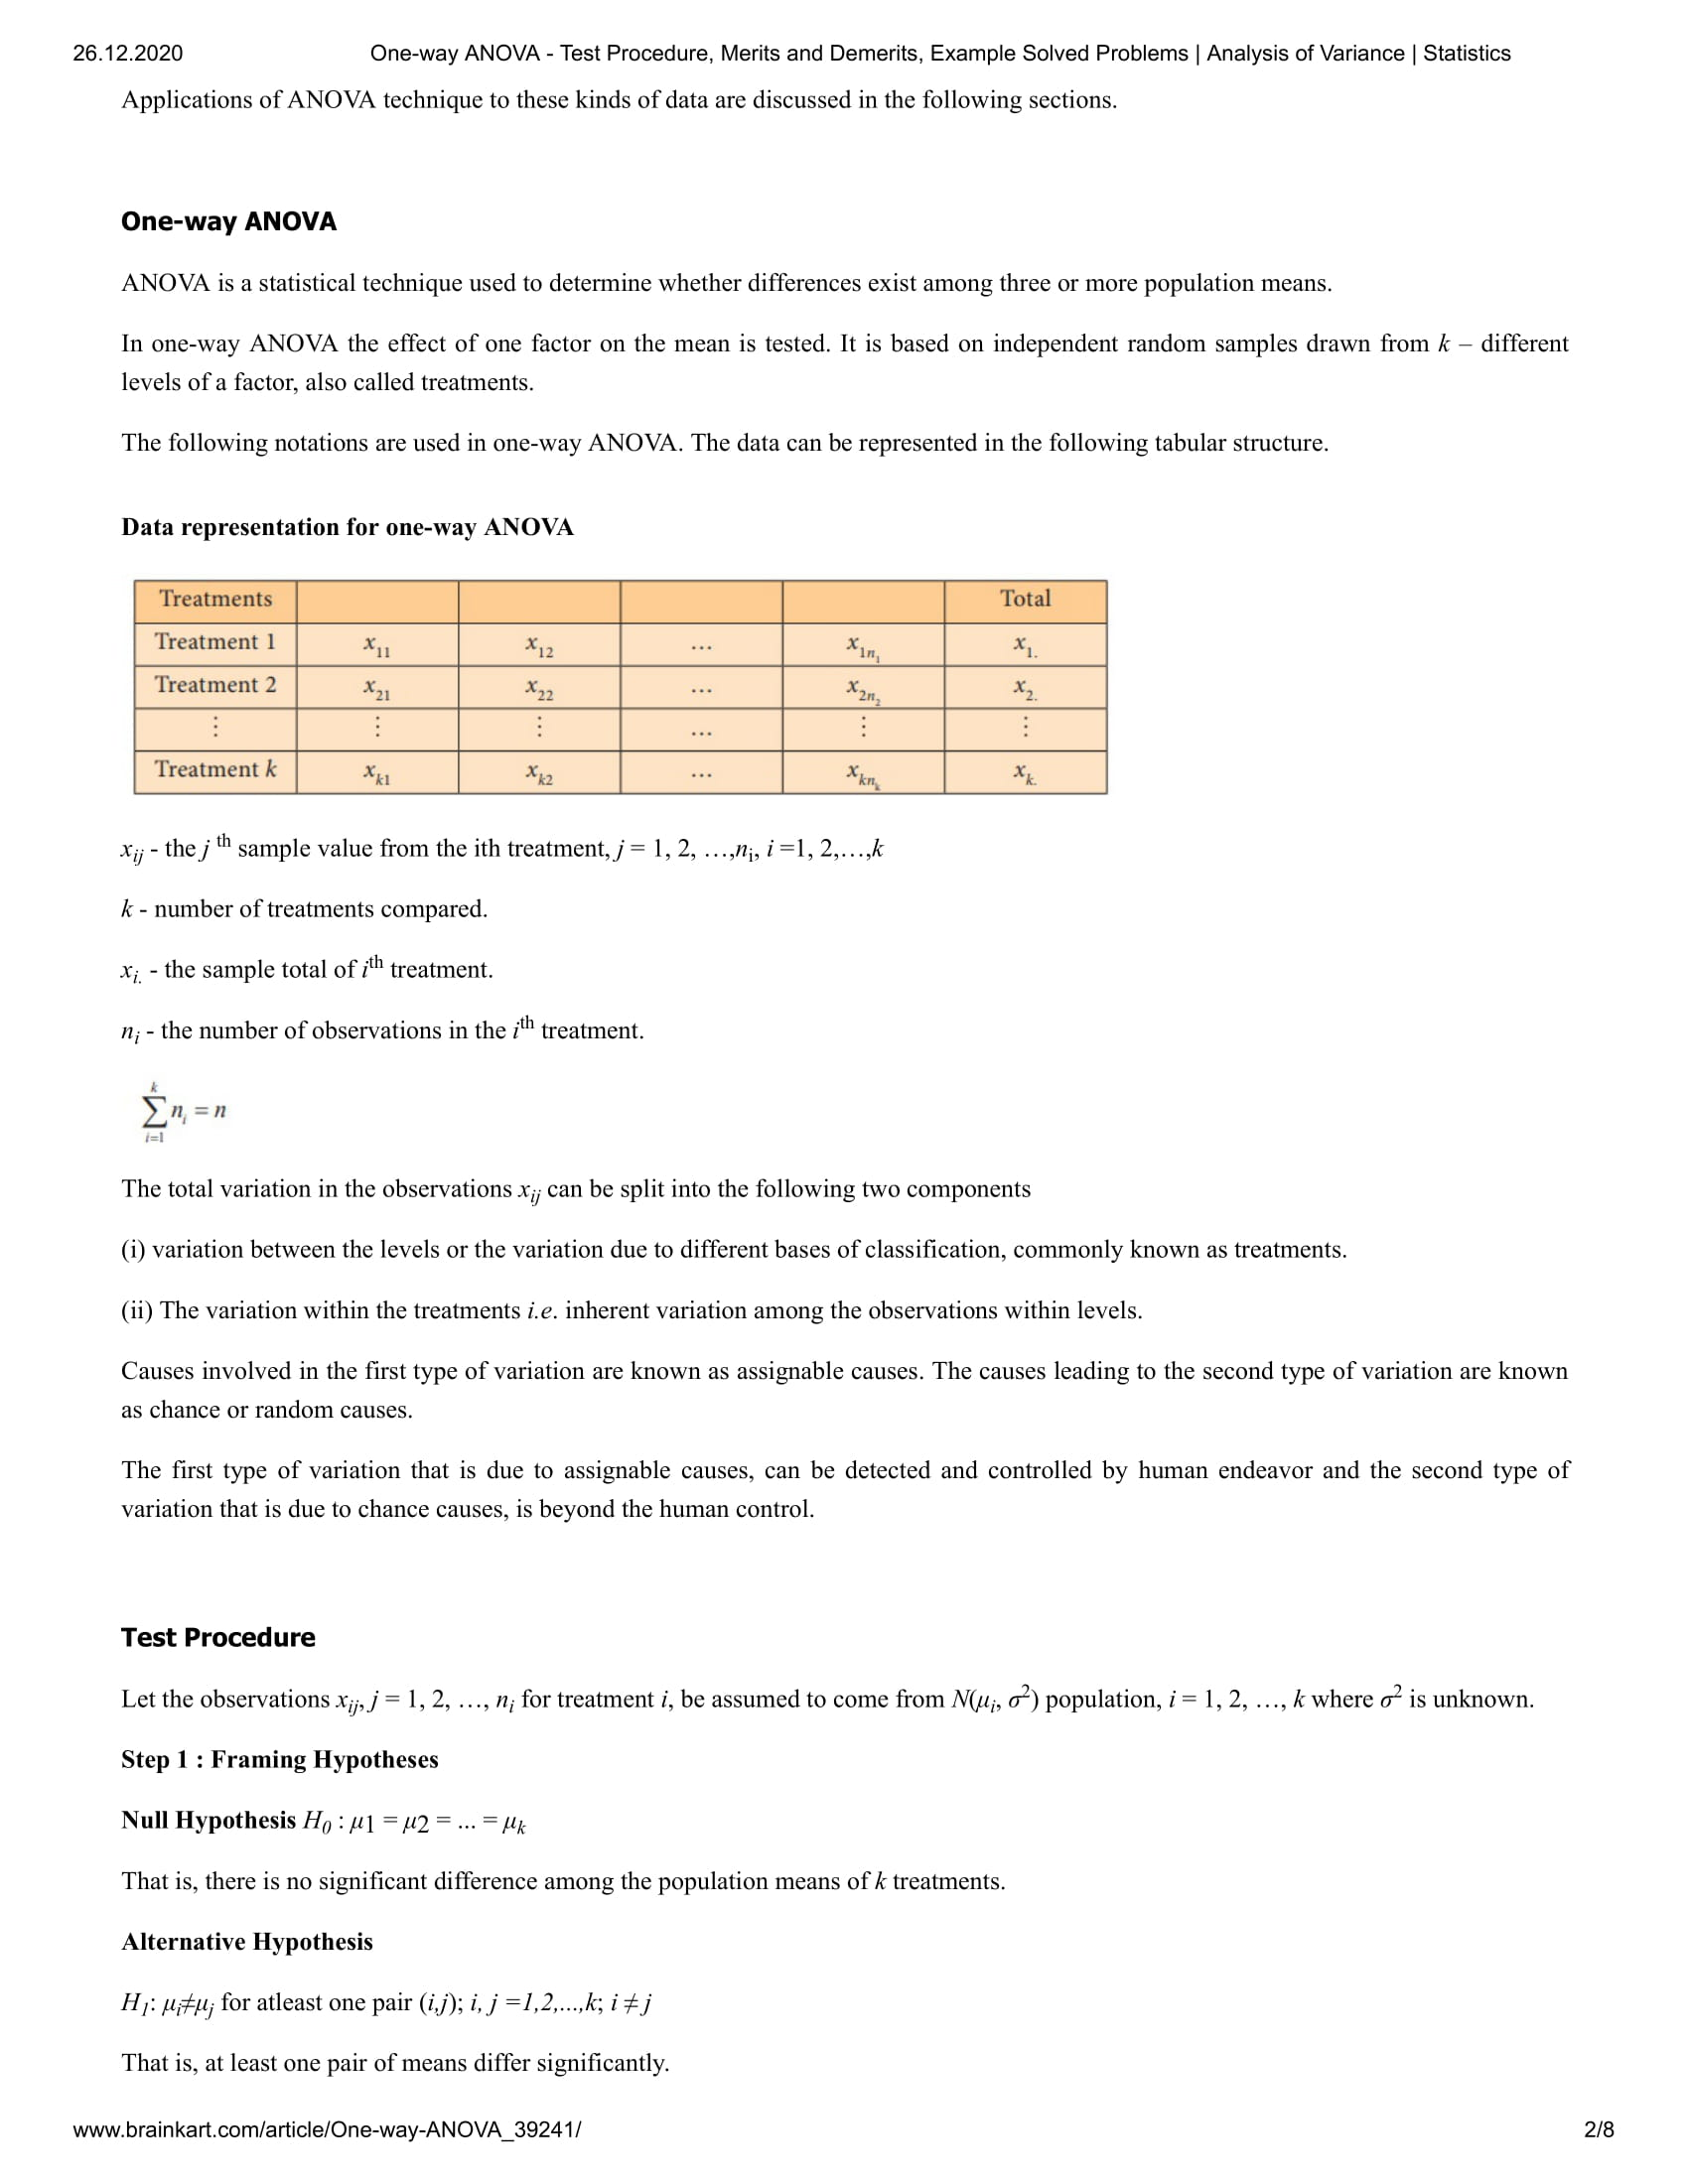 26.12.2020 One-way ANOVA - Test Procedure, Merits and Demerits, Example Solved Problems | Analysis of Variance | Statistics
Applications of ANOVA technique to these kinds of data are discussed in the following sections.
One-way ANOVA
ANOVA is a statistical technique used to determine whether differences exist among three or more population means.
In one-way ANOVA the effect of one factor on the mean is tested. It is based on independent random samples drawn from k – different
levels of a factor, also called treatments.
The following notations are used in one-way ANOVA. The data can be represented in the following tabular structure.
Data representation for one-way ANOVA
Treatments Total
Treatment 1 x₁₁ x₁₂ ... x₁ₙ₁ x₁.
Treatment 2 x₂₁ x₂₂ ... x₂ₙ₂ x₂.
⋮ ⋮ ⋮ ... ⋮ ⋮
Treatment k xₖ₁ xₖ₂ ... xₖₙₖ xₖ.
xᵢⱼ - the j th sample value from the ith treatment, j = 1, 2, …,nᵢ, i =1, 2,…,k
k - number of treatments compared.
xᵢ. - the sample total of iᵗʰ treatment.
nᵢ - the number of observations in the iᵗʰ treatment.
k
∑ nᵢ = n
i=1
The total variation in the observations xᵢⱼ can be split into the following two components
(i) variation between the levels or the variation due to different bases of classification, commonly known as treatments.
(ii) The variation within the treatments i.e. inherent variation among the observations within levels.
Causes involved in the first type of variation are known as assignable causes. The causes leading to the second type of variation are known
as chance or random causes.
The first type of variation that is due to assignable causes, can be detected and controlled by human endeavor and the second type of
variation that is due to chance causes, is beyond the human control.
Test Procedure
Let the observations xᵢⱼ, j = 1, 2, …, nᵢ for treatment i, be assumed to come from N(μᵢ, σ²) population, i = 1, 2, …, k where σ² is unknown.
Step 1 : Framing Hypotheses
Null Hypothesis H₀ : μ1 = μ2 = ... = μₖ
That is, there is no significant difference among the population means of k treatments.
Alternative Hypothesis
H₁: μᵢ≠μⱼ for atleast one pair (i,j); i, j =1,2,...,k; i ≠ j
That is, at least one pair of means differ significantly.
www.brainkart.com/article/One-way-ANOVA_39241/ 2/8